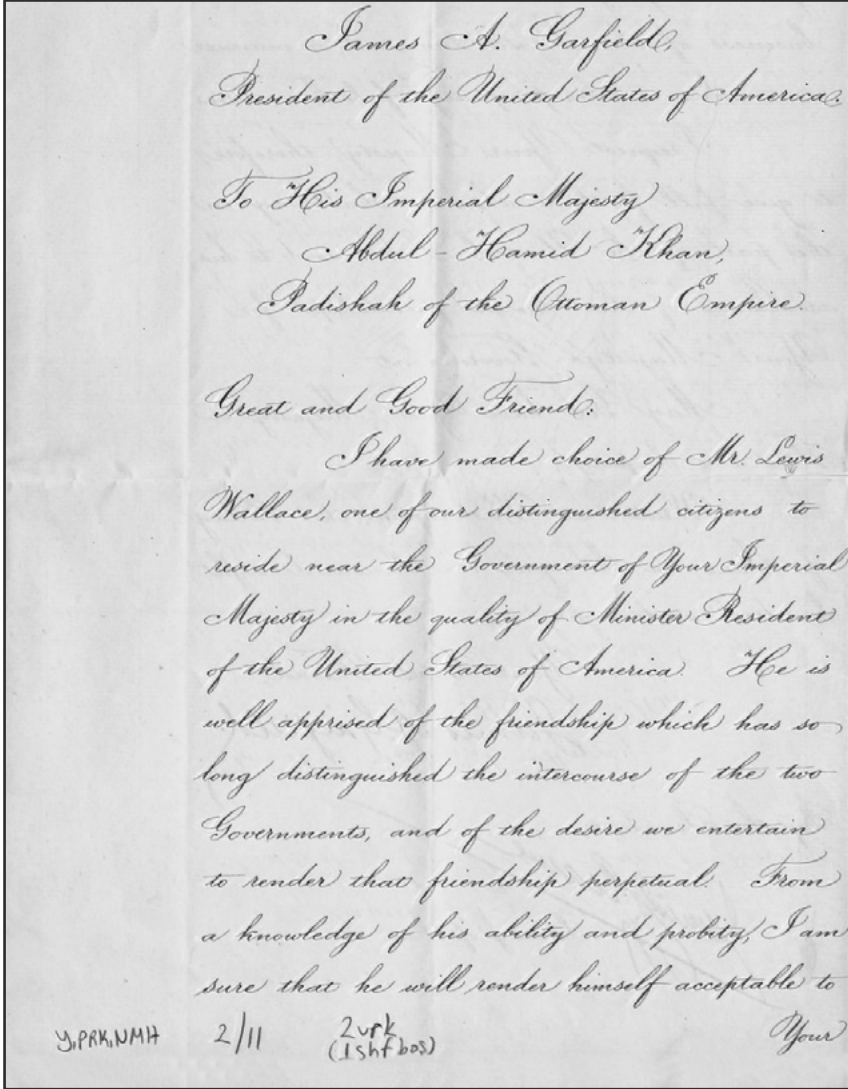 James A. Garfield,
President of the United States of America.
To His Imperial Majesty
Abdul-Hamid Khan,
Padishah of the Ottoman Empire.
Great and Good Friend:
I have made choice of Mr. Lewis
Wallace, one of our distinguished citizens to
reside near the Government of Your Imperial
Majesty in the quality of Minister Resident
of the United States of America. He is
well apprised of the friendship which has so
long distinguished the intercourse of the two
Governments, and of the desire we entertain
to render that friendship perpetual. From
a knowledge of his ability and probity, I am
sure that he will render himself acceptable to
Your
Y,PRK,NMH 2/11 2vrk
(1shf bos)